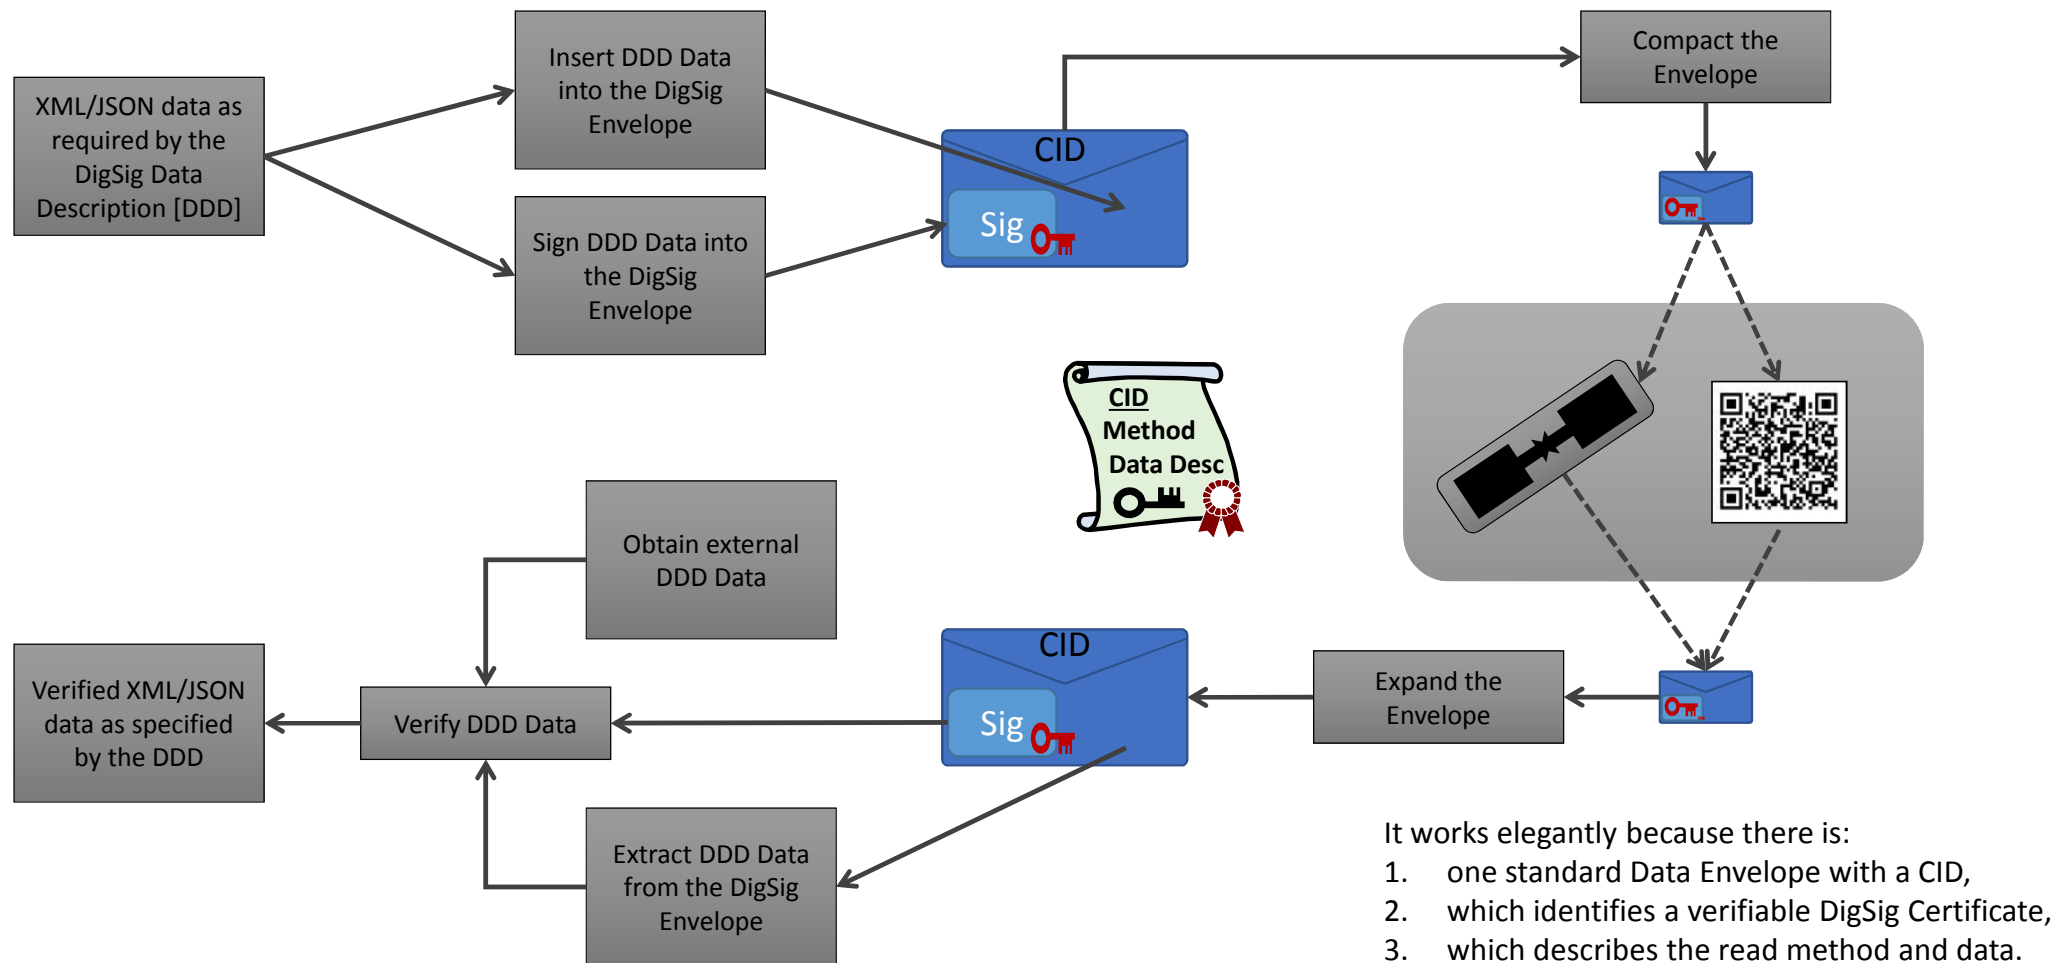 XML/JSON data as
required by the
DigSig Data
Description [DDD]
Insert DDD Data
into the DigSig
Envelope
Sign DDD Data into
the DigSig
Envelope
CID
Sig
Compact the
Envelope
CID
Method
Data Desc
Obtain external
DDD Data
Verified XML/JSON
data as specified
by the DDD
Verify DDD Data
Extract DDD Data
from the DigSig
Envelope
CID
Sig
Expand the
Envelope
It works elegantly because there is:
1. one standard Data Envelope with a CID,
2. which identifies a verifiable DigSig Certificate,
3. which describes the read method and data.